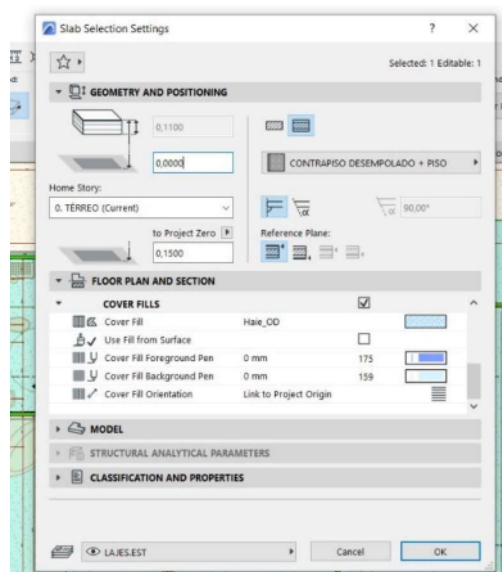 Slab Selection Settings ? ×
Selected: 1 Editable: 1
GEOMETRY AND POSITIONING
0,1100
0,0000
CONTRAPISO DESEMPOLADO + PISO
Home Story:
0. TÉRREO (Current)
α α 90,00°
to Project Zero
Reference Plane:
0,1500
FLOOR PLAN AND SECTION
COVER FILLS
Cover Fill Haie_OD
Use Fill from Surface
Cover Fill Foreground Pen 0 mm 175
Cover Fill Background Pen 0 mm 159
Cover Fill Orientation Link to Project Origin
MODEL
STRUCTURAL ANALYTICAL PARAMETERS
CLASSIFICATION AND PROPERTIES
LAJES.EST Cancel OK